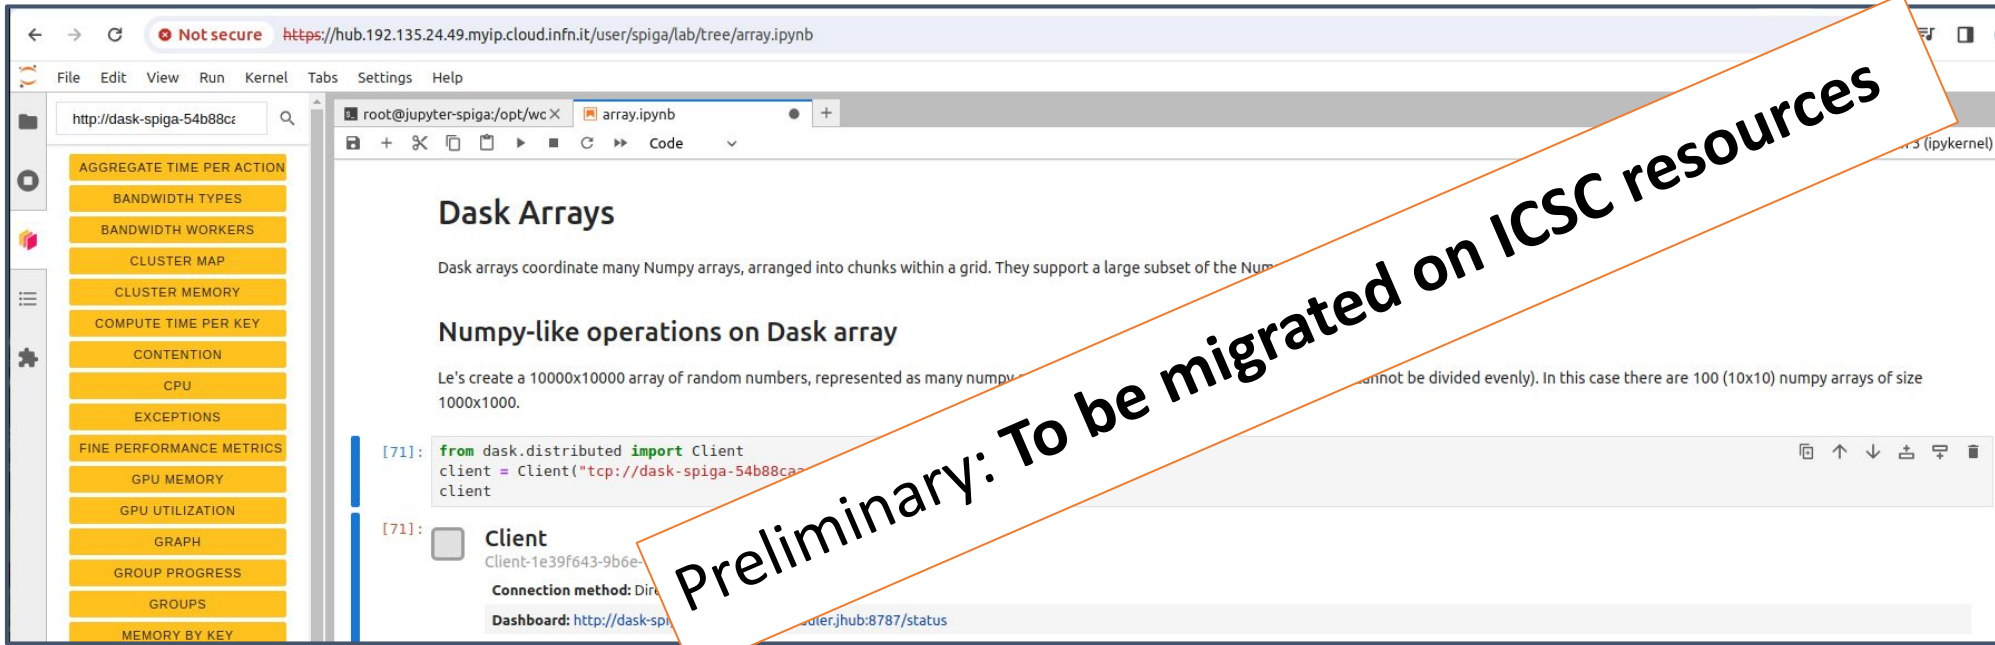 Not secure https://hub.192.135.24.49.myip.cloud.infn.it/user/spiga/lab/tree/array.ipynb
File Edit View Run Kernel Tabs Settings Help
http://dask-spiga-54b88ca
root@jupyter-spiga:/opt/wc
array.ipynb
Code
(ipykernel)
AGGREGATE TIME PER ACTION
BANDWIDTH TYPES
BANDWIDTH WORKERS
CLUSTER MAP
CLUSTER MEMORY
COMPUTE TIME PER KEY
CONTENTION
CPU
EXCEPTIONS
FINE PERFORMANCE METRICS
GPU MEMORY
GPU UTILIZATION
GRAPH
GROUP PROGRESS
GROUPS
MEMORY BY KEY
Dask Arrays
Dask arrays coordinate many Numpy arrays, arranged into chunks within a grid. They support a large subset of the
Numpy-like operations on Dask array
Le's create a 10000x10000 array of random numbers, represented as many numpy
be divided evenly). In this case there are 100 (10x10) numpy arrays of size
1000x1000.
[71]: from dask.distributed import Client
client = Client("tcp://dask-spiga-54b88ca
client
[71]: Client
Client-1e39f643-9b6e-
Connection method:
Dashboard: http://dask-spi
.jhub:8787/status
Preliminary: To be migrated on ICSC resources